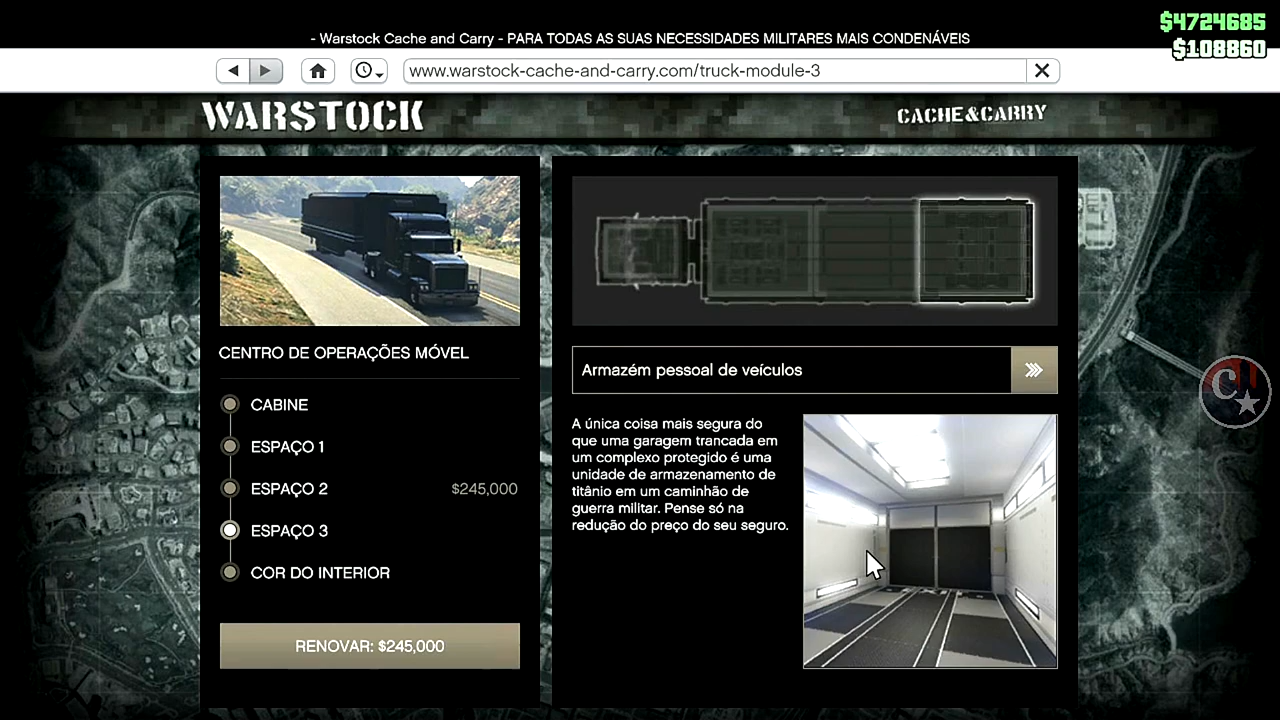 $4724685
$108860
- Warstock Cache and Carry - PARA TODAS AS SUAS NECESSIDADES MILITARES MAIS CONDENÁVEIS
www.warstock-cache-and-carry.com/truck-module-3
WARSTOCK
CACHE&CARRY
CENTRO DE OPERAÇÕES MÓVEL
CABINE
ESPAÇO 1
ESPAÇO 2 $245,000
ESPAÇO 3
COR DO INTERIOR
RENOVAR: $245,000
Armazém pessoal de veículos
A única coisa mais segura do
que uma garagem trancada em
um complexo protegido é uma
unidade de armazenamento de
titânio em um caminhão de
guerra militar. Pense só na
redução do preço do seu seguro.
C